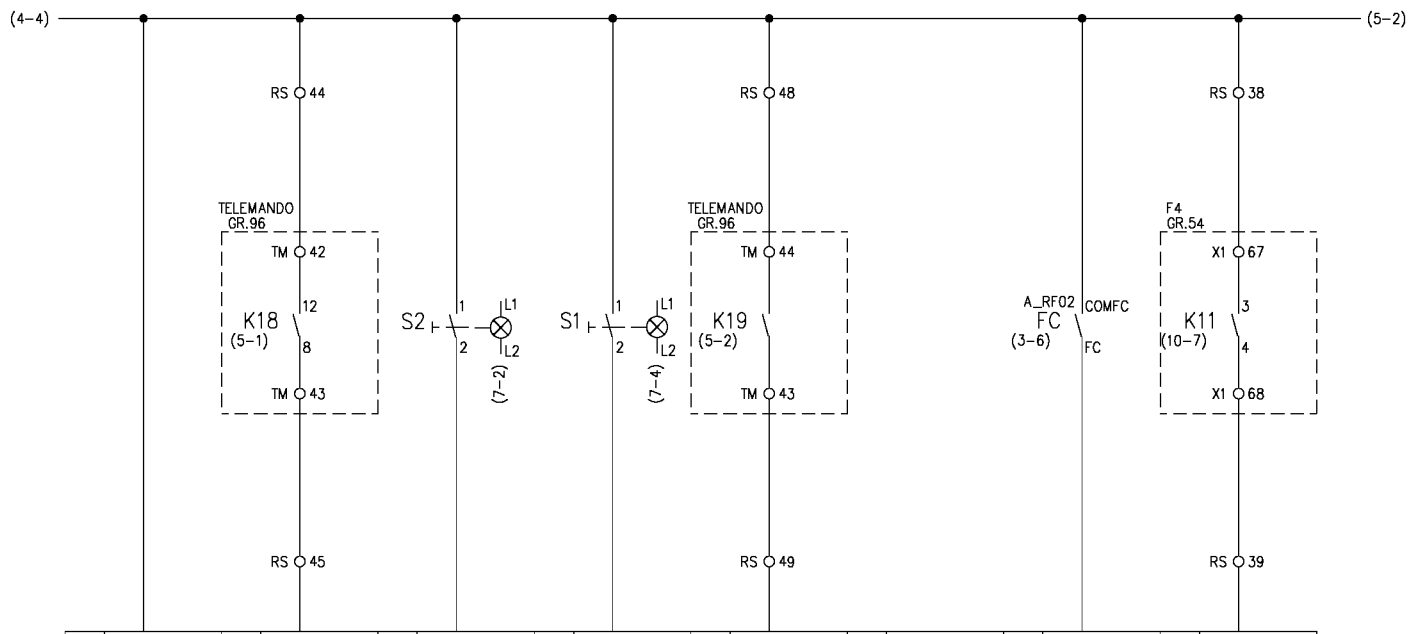 (4-4)
(5-2)
RS 44
RS 48
RS 38
TELEMANDO
GR.96
TELEMANDO
GR.96
F4
GR.54
TM 42
TM 44
X1 67
12
K18
(5-1)
8
1
S2
2
L1
L2
(7-2)
1
S1
2
L1
L2
(7-4)
K19
(5-2)
A_RF02 COMFC
FC
(3-6)
FC
3
K11
(10-7)
4
TM 43
TM 43
X1 68
RS 45
RS 49
RS 39